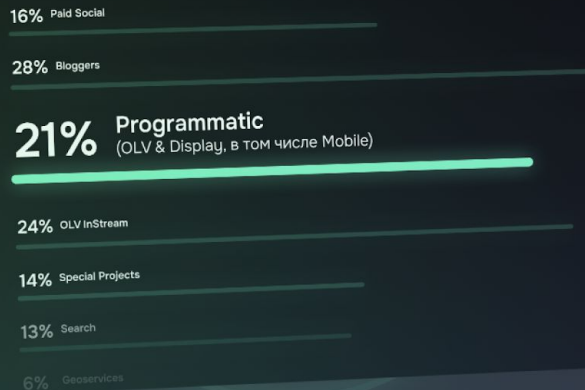 16% Paid Social
28% Bloggers
21% Programmatic
(OLV & Display, в том числе Mobile)
24% OLV InStream
14% Special Projects
13% Search
6% Geoservices